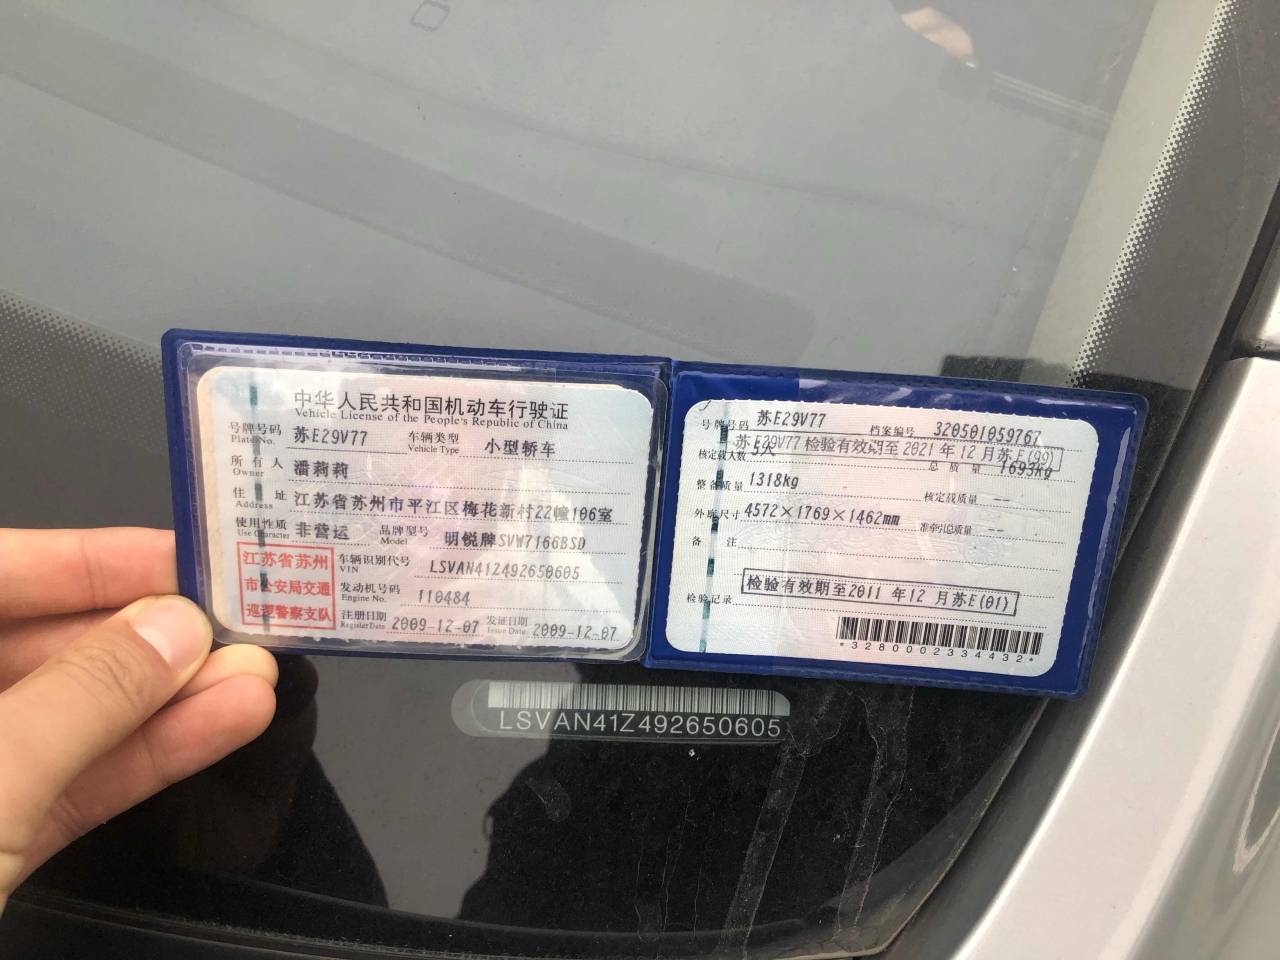 中华人民共和国机动车行驶证
Vehicle License of the People's Republic of China
号牌号码 Plate No. 苏E29V77 车辆类型 Vehicle Type 小型轿车
所有人 Owner 潘莉莉
住址 Address 江苏省苏州市平江区梅花新村22幢106室
使用性质 Use Character 非营运 品牌型号 Model 明锐牌SVW7166BSD
江苏省苏州市公安局交通巡逻警察支队
车辆识别代号 VIN LSVAN41Z492650605
发动机号码 Engine No. 110484
注册日期 Register Date 2009-12-07 发证日期 Issue Date 2009-12-07
号牌号码 苏E29V77 档案编号 320501059767
苏E29V77 检验有效期至2021年12月苏E(99)
核定载人数 5人 总质量 1693kg
整备质量 1318kg 核定载质量 --
外廓尺寸 4572×1769×1462mm 准牵引总质量 --
备注
检验记录 检验有效期至2011年12月苏E(01)
*3280002334432*
LSVAN41Z492650605